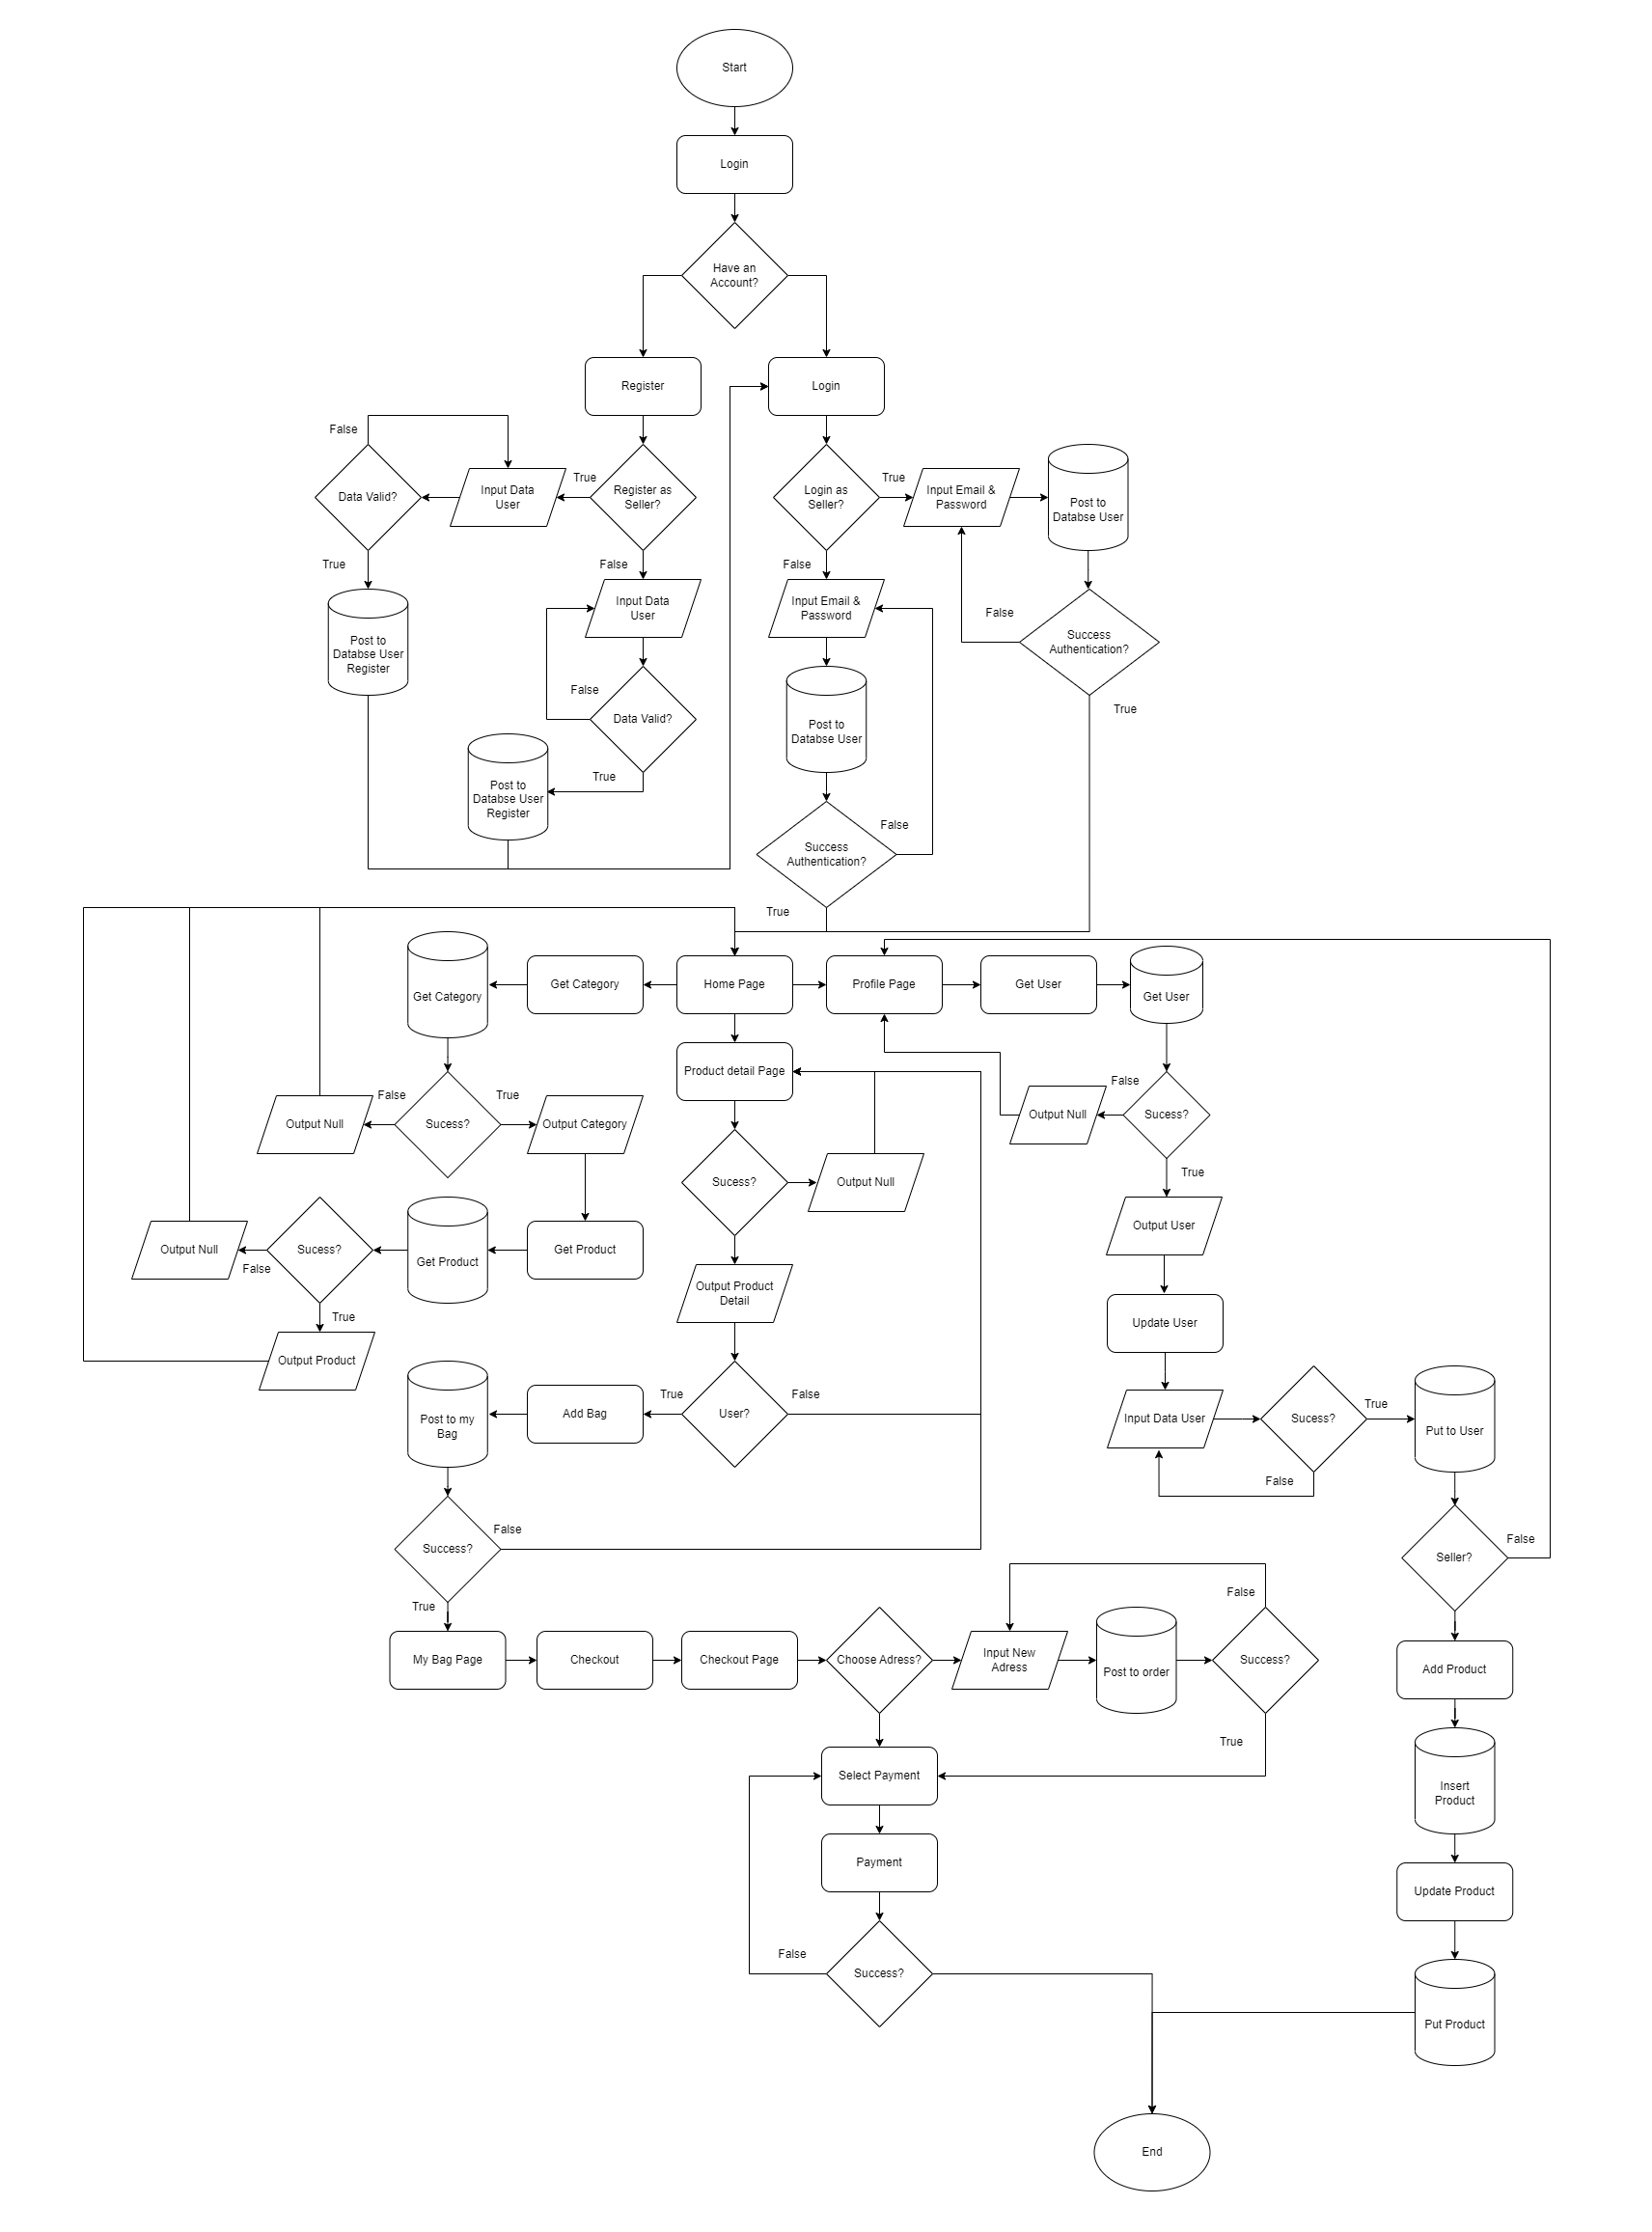 Start
Login
Have an
Account?
Register
Login
False
Data Valid?
Input Data
User
True
Register as
Seller?
Login as
Seller?
True
Input Email &
Password
Post to
Databse User
True
False
False
Input Data
User
Input Email &
Password
False
Success
Authentication?
Post to
Databse User
Register
False
Data Valid?
Post to
Databse User
True
True
Post to
Databse User
Register
False
Success
Authentication?
True
Get Category
Get Category
Home Page
Profile Page
Get User
Get User
Product detail Page
False
True
False
Output Null
Sucess?
Output Category
Output Null
Sucess?
Sucess?
Output Null
True
Output User
Output Null
False
Sucess?
Get Product
Get Product
Output Product
Detail
True
Output Product
Update User
Post to my
Bag
Add Bag
True
User?
False
Input Data User
Sucess?
True
Put to User
False
Success?
False
Seller?
False
True
False
My Bag Page
Checkout
Checkout Page
Choose Adress?
Input New
Adress
Post to order
Success?
Add Product
True
Select Payment
Insert
Product
Payment
Update Product
False
Success?
Put Product
End